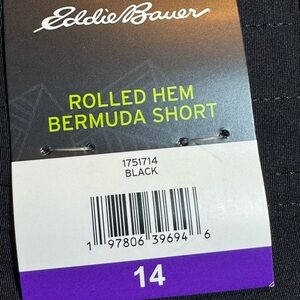 Eddie Bauer
ROLLED HEM
BERMUDA SHORT
1751714
BLACK
1 97806 39694 6
14